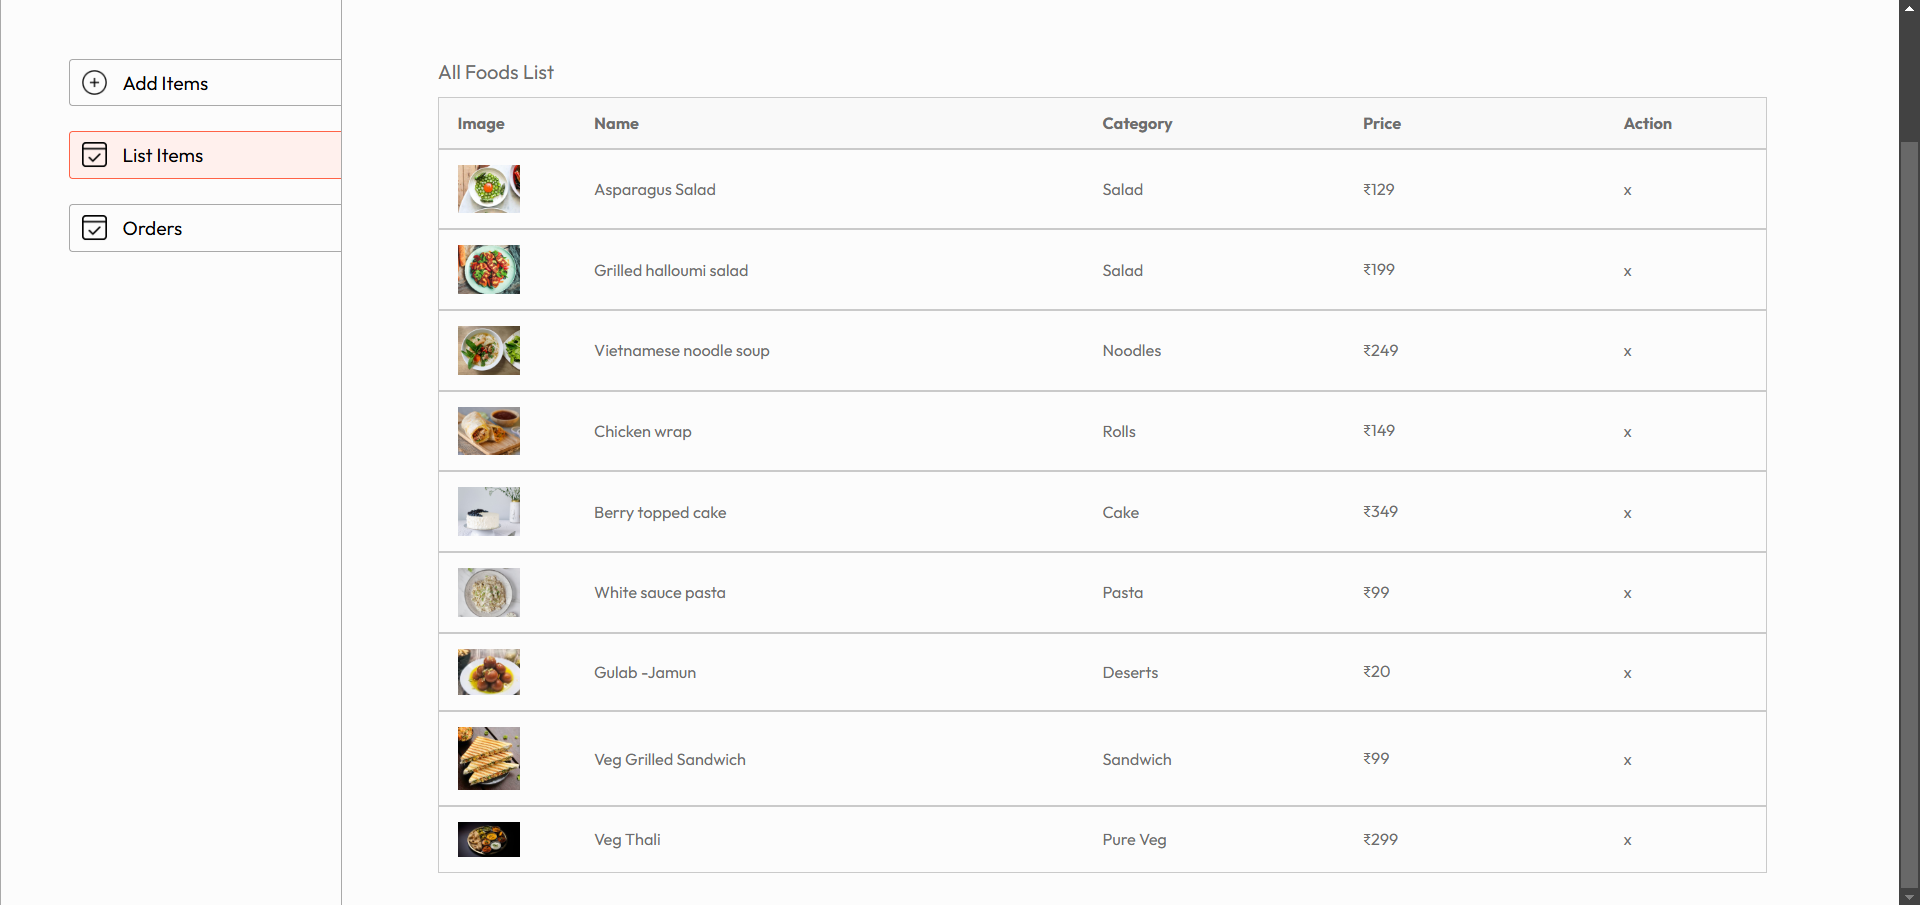 Add Items
List Items
Orders
All Foods List
Image Name Category Price Action
Asparagus Salad Salad ₹129 x
Grilled halloumi salad Salad ₹199 x
Vietnamese noodle soup Noodles ₹249 x
Chicken wrap Rolls ₹149 x
Berry topped cake Cake ₹349 x
White sauce pasta Pasta ₹99 x
Gulab -Jamun Deserts ₹20 x
Veg Grilled Sandwich Sandwich ₹99 x
Veg Thali Pure Veg ₹299 x